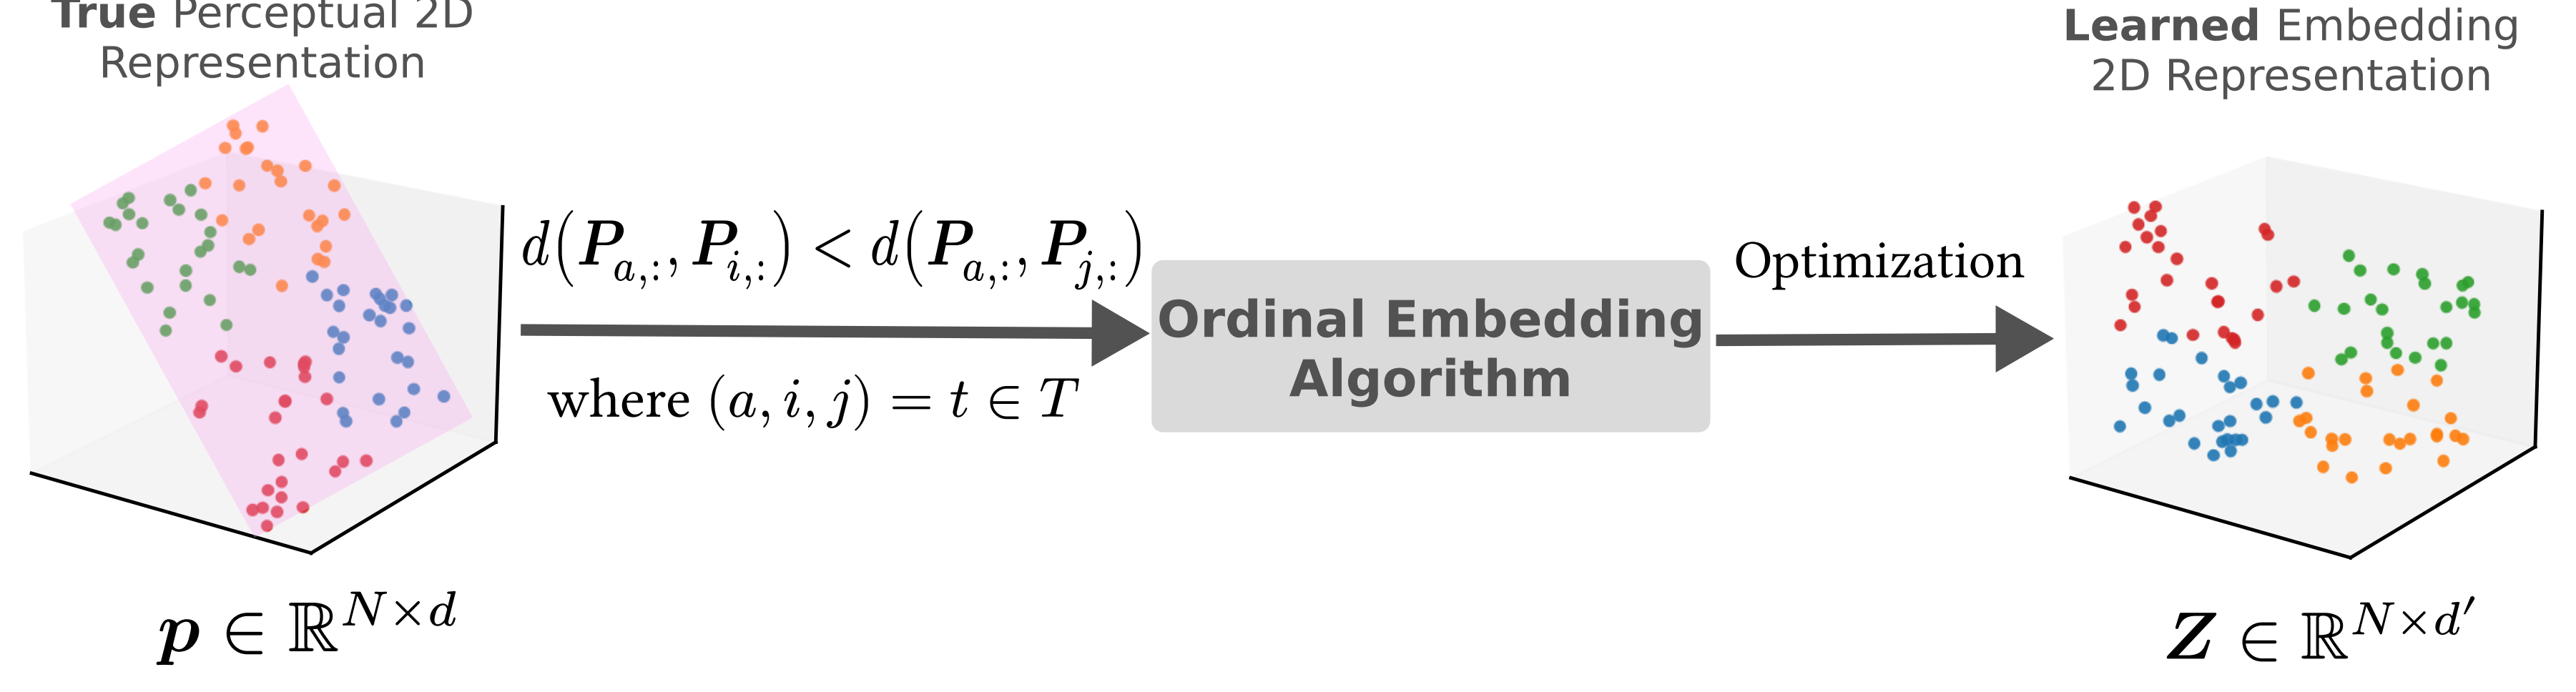 True Perceptual 2D
Representation
d(P_{a,:}, P_{i,:}) < d(P_{a,:}, P_{j,:})
where (a, i, j) = t ∈ T
Ordinal Embedding
Algorithm
Optimization
Learned Embedding
2D Representation
p ∈ ℝ^{N×d}
Z ∈ ℝ^{N×d′}